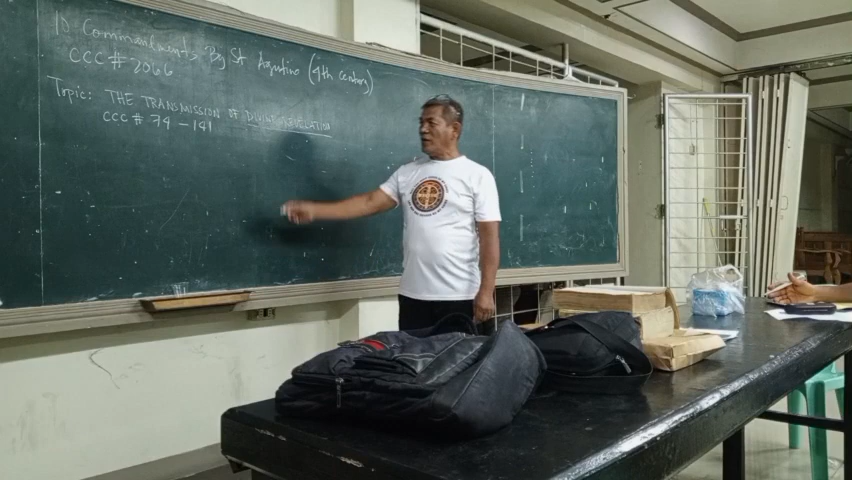 10 Commandments By St Agustine (4th Century)
CCC # 2066
Topic: THE TRANSMISSION OF DIVINE REVELATION
CCC # 74 - 141